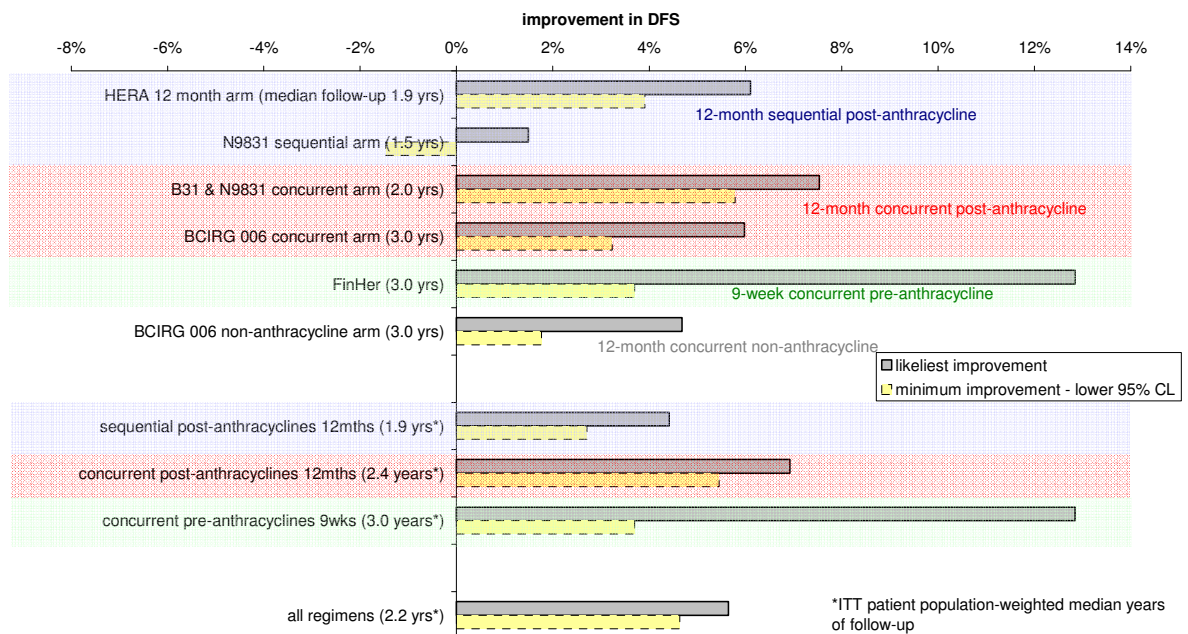 improvement in DFS
-8% -6% -4% -2% 0% 2% 4% 6% 8% 10% 12% 14%
HERA 12 month arm (median follow-up 1.9 yrs)
12-month sequential post-anthracycline
N9831 sequential arm (1.5 yrs)
B31 & N9831 concurrent arm (2.0 yrs)
12-month concurrent post-anthracycline
BCIRG 006 concurrent arm (3.0 yrs)
FinHer (3.0 yrs)
9-week concurrent pre-anthracycline
BCIRG 006 non-anthracycline arm (3.0 yrs)
12-month concurrent non-anthracycline
likeliest improvement
minimum improvement - lower 95% CL
sequential post-anthracyclines 12mths (1.9 yrs*)
concurrent post-anthracyclines 12mths (2.4 years*)
concurrent pre-anthracyclines 9wks (3.0 years*)
all regimens (2.2 yrs*)
*ITT patient population-weighted median years
of follow-up